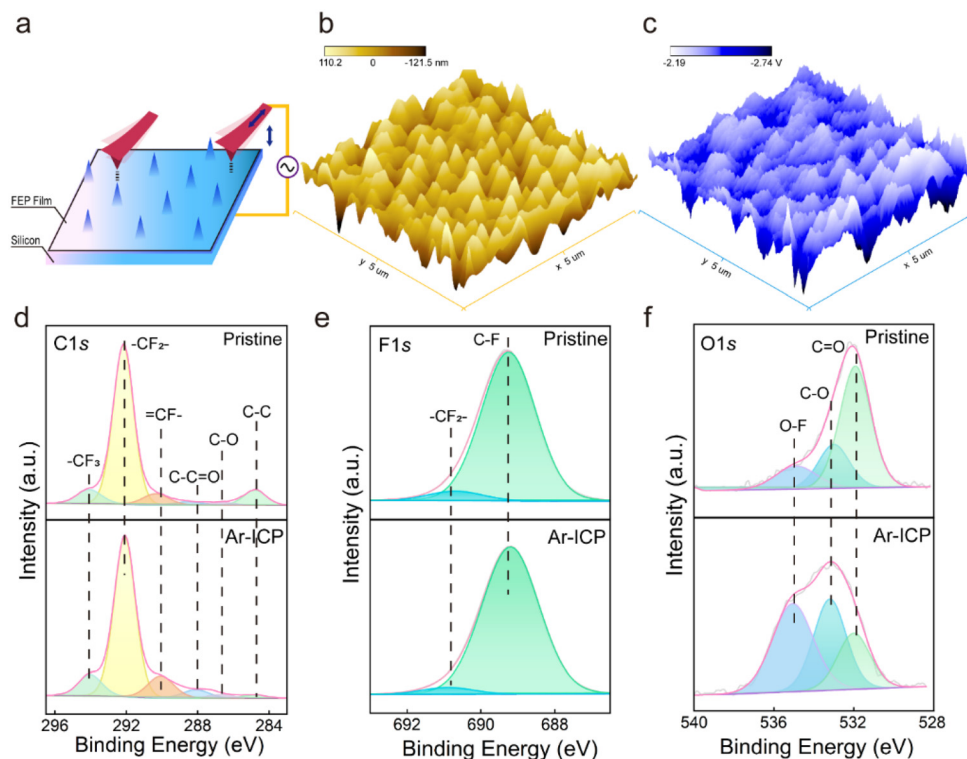 a
FEP Film
Silicon
b
110.2 0 -121.5 nm
y 5 um
x 5 um
c
-2.19 -2.74 V
y 5 um
x 5 um
d
C1s
Pristine
-CF₂-
=CF-
C-C
C-O
-CF₃
C-C=O
Ar-ICP
Intensity (a.u.)
296 292 288 284
Binding Energy (eV)
e
F1s
Pristine
C-F
-CF₂-
Ar-ICP
Intensity (a.u.)
692 690 688
Binding Energy (eV)
f
O1s
Pristine
C=O
C-O
O-F
Ar-ICP
Intensity (a.u.)
540 536 532 528
Binding Energy (eV)